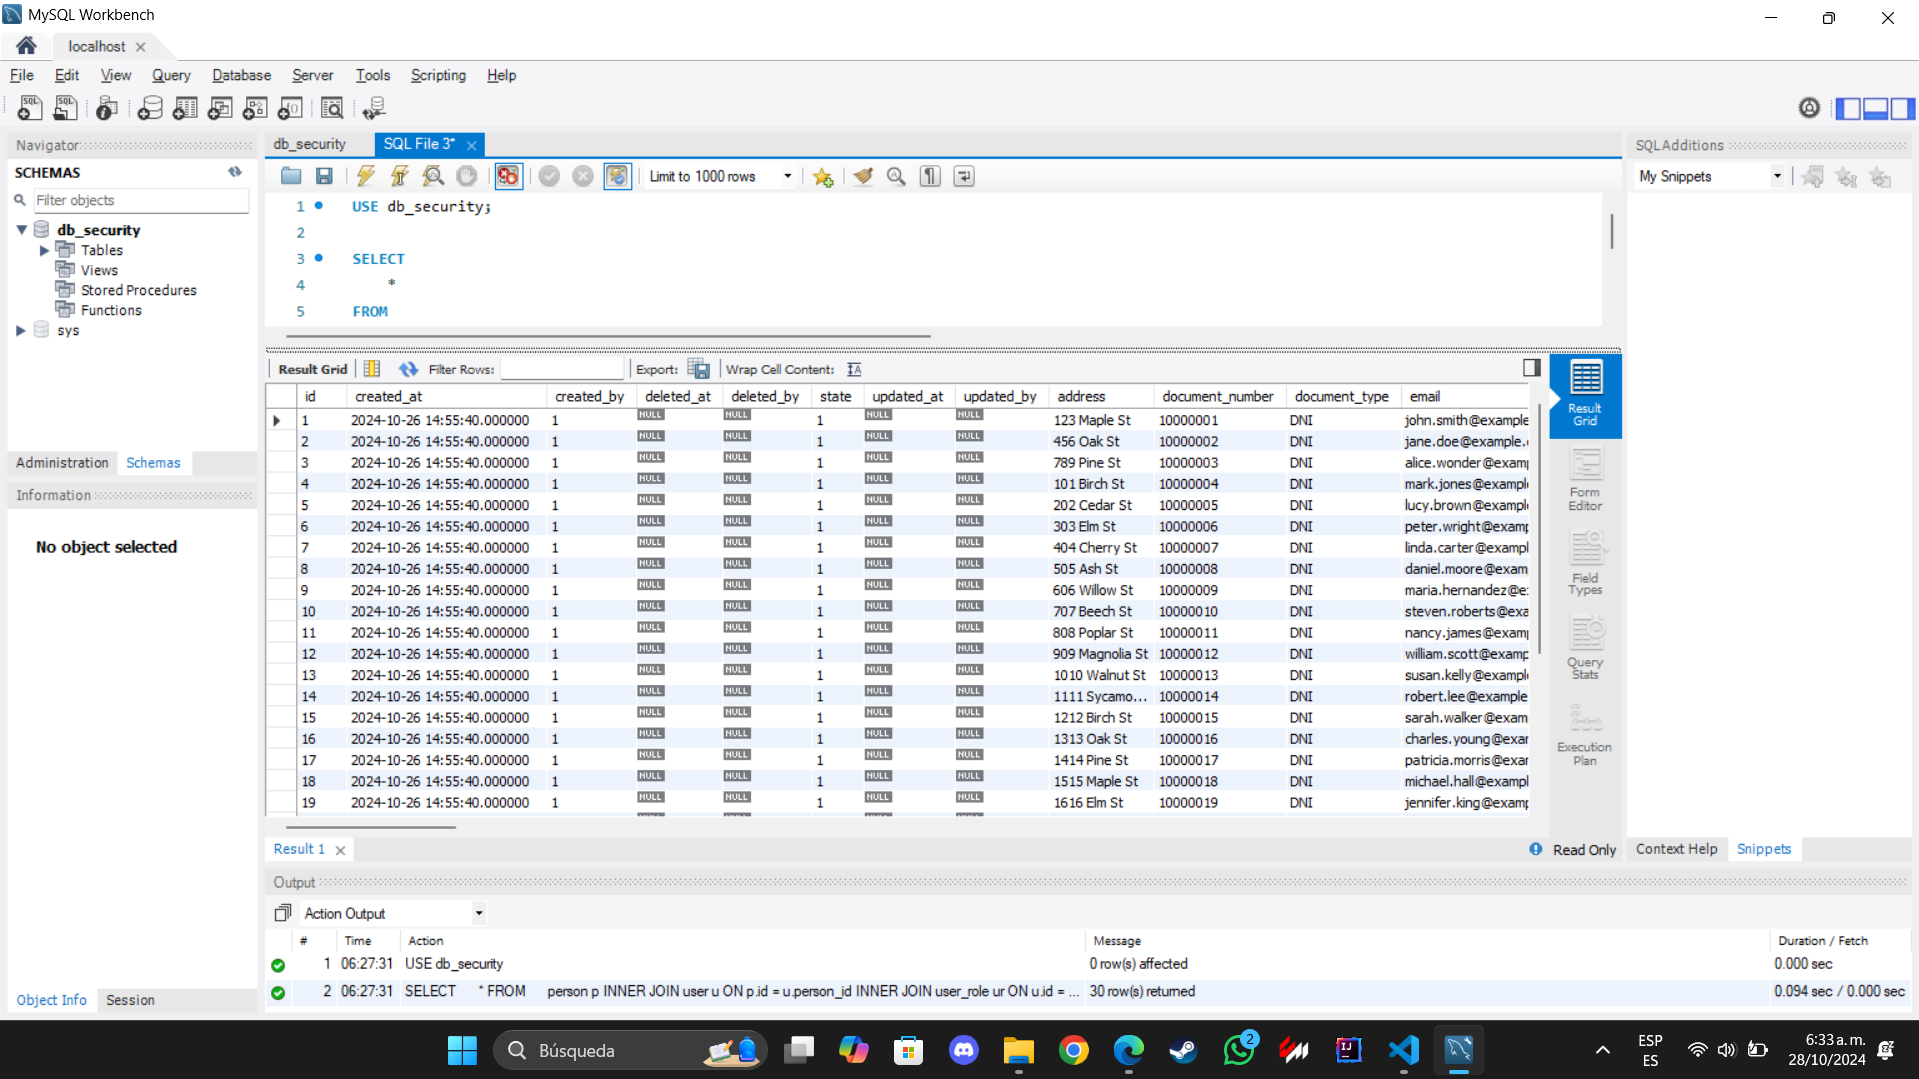 MySQL Workbench
localhost
File Edit View Query Database Server Tools Scripting Help
Navigator
SCHEMAS
Filter objects
db_security
Tables
Views
Stored Procedures
Functions
sys
Administration Schemas
Information
No object selected
Object Info Session
db_security SQL File 3*
Limit to 1000 rows
1 USE db_security;
2
3 SELECT
4 *
5 FROM
Result Grid Filter Rows: Export: Wrap Cell Content:
id created_at created_by deleted_at deleted_by state updated_at updated_by address document_number document_type email
1 2024-10-26 14:55:40.000000 1 NULL NULL 1 NULL NULL 123 Maple St 10000001 DNI john.smith@example
2 2024-10-26 14:55:40.000000 1 NULL NULL 1 NULL NULL 456 Oak St 10000002 DNI jane.doe@example.
3 2024-10-26 14:55:40.000000 1 NULL NULL 1 NULL NULL 789 Pine St 10000003 DNI alice.wonder@examp
4 2024-10-26 14:55:40.000000 1 NULL NULL 1 NULL NULL 101 Birch St 10000004 DNI mark.jones@exampl
5 2024-10-26 14:55:40.000000 1 NULL NULL 1 NULL NULL 202 Cedar St 10000005 DNI lucy.brown@exampl
6 2024-10-26 14:55:40.000000 1 NULL NULL 1 NULL NULL 303 Elm St 10000006 DNI peter.wright@examp
7 2024-10-26 14:55:40.000000 1 NULL NULL 1 NULL NULL 404 Cherry St 10000007 DNI linda.carter@exampl
8 2024-10-26 14:55:40.000000 1 NULL NULL 1 NULL NULL 505 Ash St 10000008 DNI daniel.moore@exam
9 2024-10-26 14:55:40.000000 1 NULL NULL 1 NULL NULL 606 Willow St 10000009 DNI maria.hernandez@e
10 2024-10-26 14:55:40.000000 1 NULL NULL 1 NULL NULL 707 Beech St 10000010 DNI steven.roberts@exa
11 2024-10-26 14:55:40.000000 1 NULL NULL 1 NULL NULL 808 Poplar St 10000011 DNI nancy.james@examp
12 2024-10-26 14:55:40.000000 1 NULL NULL 1 NULL NULL 909 Magnolia St 10000012 DNI william.scott@examp
13 2024-10-26 14:55:40.000000 1 NULL NULL 1 NULL NULL 1010 Walnut St 10000013 DNI susan.kelly@exampl
14 2024-10-26 14:55:40.000000 1 NULL NULL 1 NULL NULL 1111 Sycamo... 10000014 DNI robert.lee@example
15 2024-10-26 14:55:40.000000 1 NULL NULL 1 NULL NULL 1212 Birch St 10000015 DNI sarah.walker@exam
16 2024-10-26 14:55:40.000000 1 NULL NULL 1 NULL NULL 1313 Oak St 10000016 DNI charles.young@exa
17 2024-10-26 14:55:40.000000 1 NULL NULL 1 NULL NULL 1414 Pine St 10000017 DNI patricia.morris@exam
18 2024-10-26 14:55:40.000000 1 NULL NULL 1 NULL NULL 1515 Maple St 10000018 DNI michael.hall@exampl
19 2024-10-26 14:55:40.000000 1 NULL NULL 1 NULL NULL 1616 Elm St 10000019 DNI jennifer.king@examp
Result
Grid
Form
Editor
Field
Types
Query
Stats
Execution
Plan
Result 1 Read Only
SQLAdditions
My Snippets
Context Help Snippets
Output
Action Output
# Time Action Message Duration / Fetch
1 06:27:31 USE db_security 0 row(s) affected 0.000 sec
2 06:27:31 SELECT * FROM person p INNER JOIN user u ON p.id = u.person_id INNER JOIN user_role ur ON u.id = ... 30 row(s) returned 0.094 sec / 0.000 sec
Búsqueda
2
ESP
ES
6:33 a. m.
28/10/2024